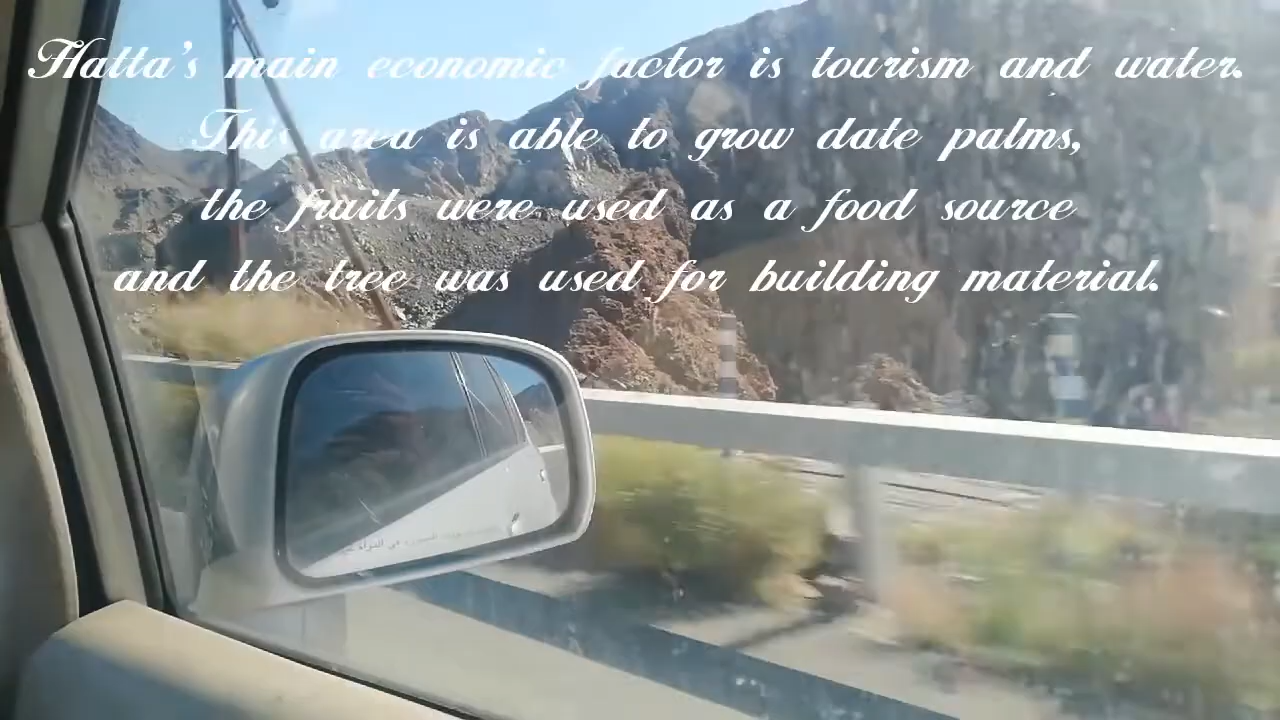 Hatta's main economic factor is tourism and water.
This area is able to grow date palms,
the fruits were used as a food source
and the tree was used for building material.